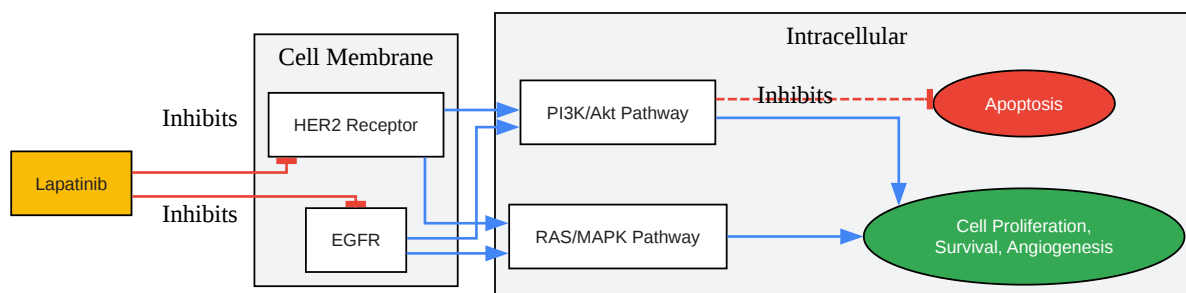 Intracellular
Cell Membrane
Inhibits
HER2 Receptor
PI3K/Akt Pathway
Inhibits
Apoptosis
Lapatinib
Inhibits
EGFR
RAS/MAPK Pathway
Cell Proliferation,
Survival, Angiogenesis